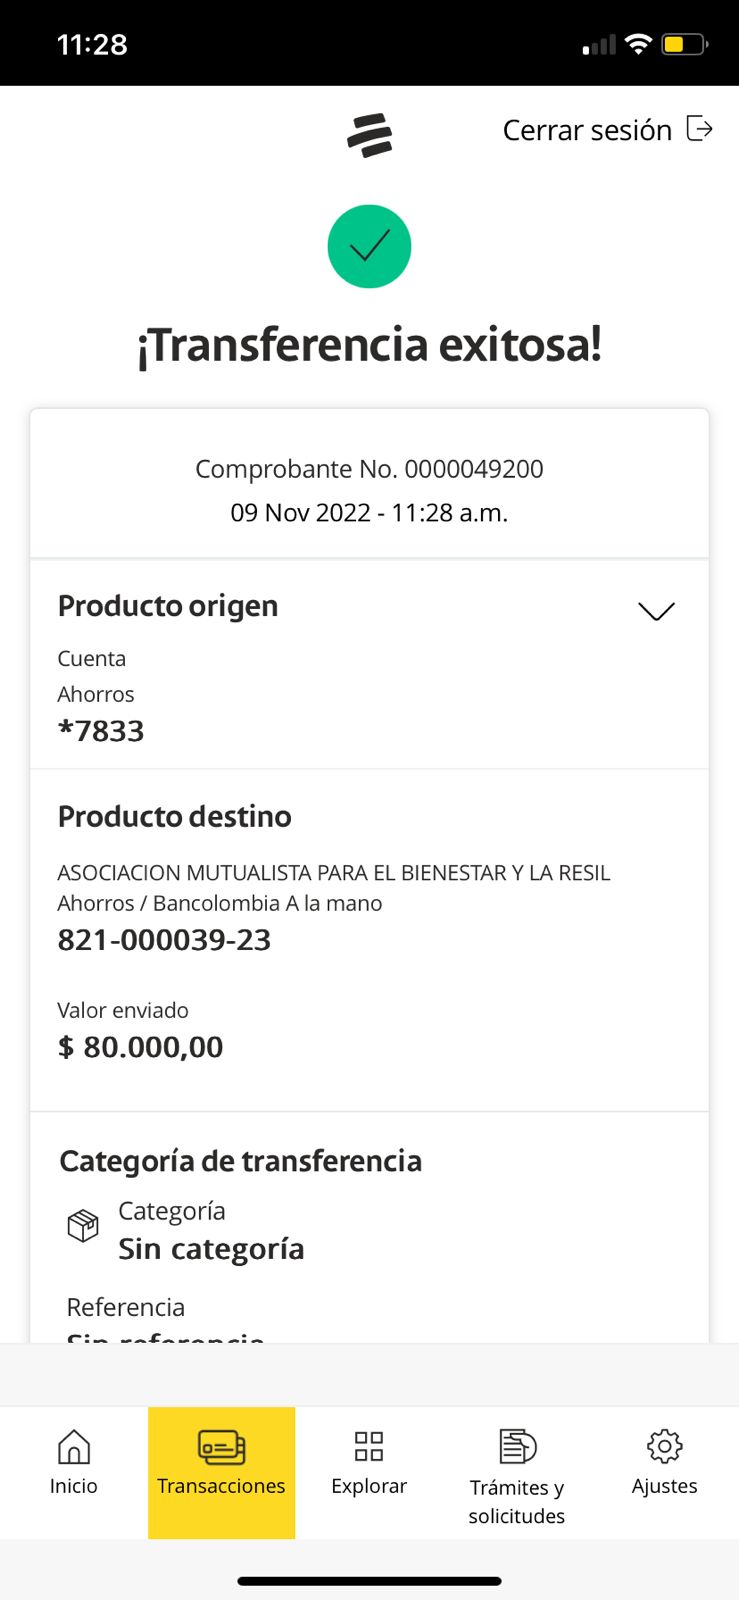 11:28
Cerrar sesión
¡Transferencia exitosa!
Comprobante No. 0000049200
09 Nov 2022 - 11:28 a.m.
Producto origen
Cuenta
Ahorros
*7833
Producto destino
ASOCIACION MUTUALISTA PARA EL BIENESTAR Y LA RESIL
Ahorros / Bancolombia A la mano
821-000039-23
Valor enviado
$ 80.000,00
Categoría de transferencia
Categoría
Sin categoría
Referencia
Sin referencia
Inicio
Transacciones
Explorar
Trámites y
solicitudes
Ajustes